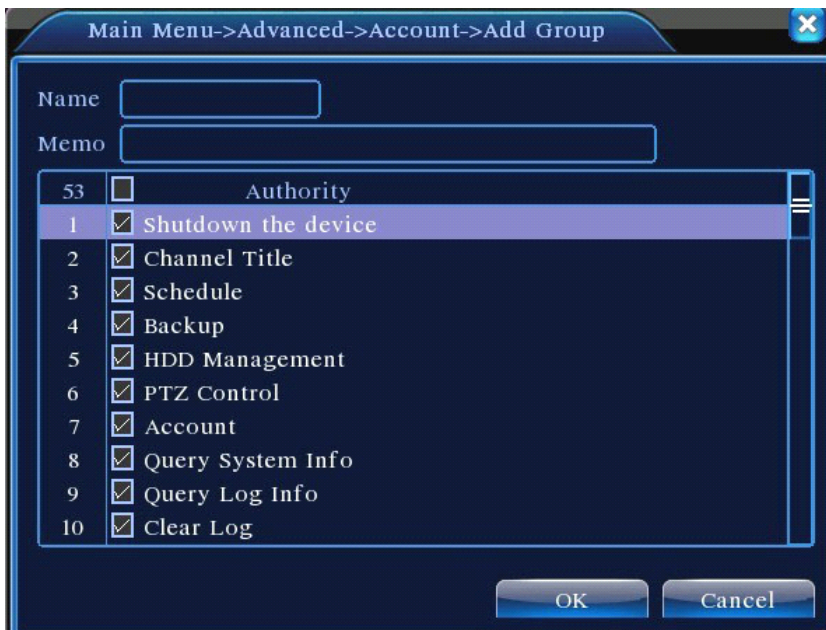 Main Menu->Advanced->Account->Add Group
Name
Memo
53 Authority
1 Shutdown the device
2 Channel Title
3 Schedule
4 Backup
5 HDD Management
6 PTZ Control
7 Account
8 Query System Info
9 Query Log Info
10 Clear Log
OK Cancel